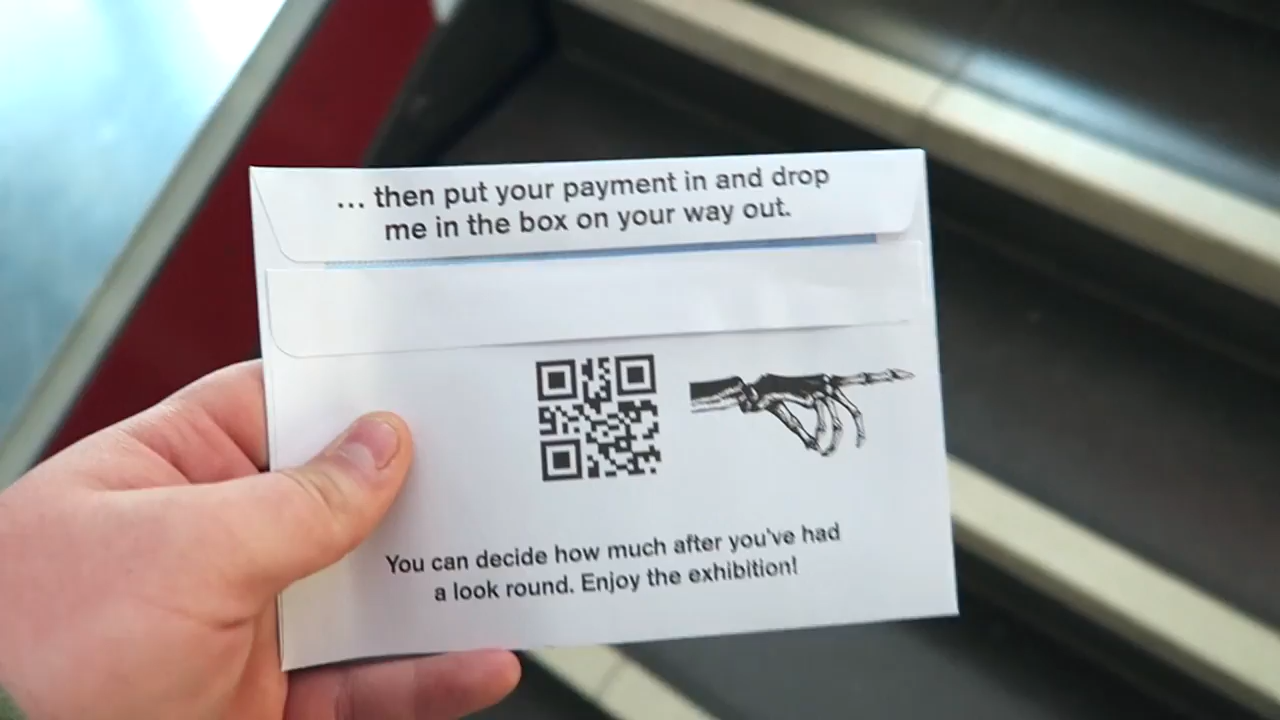 ... then put your payment in and drop
me in the box on your way out.
You can decide how much after you've had
a look round. Enjoy the exhibition!